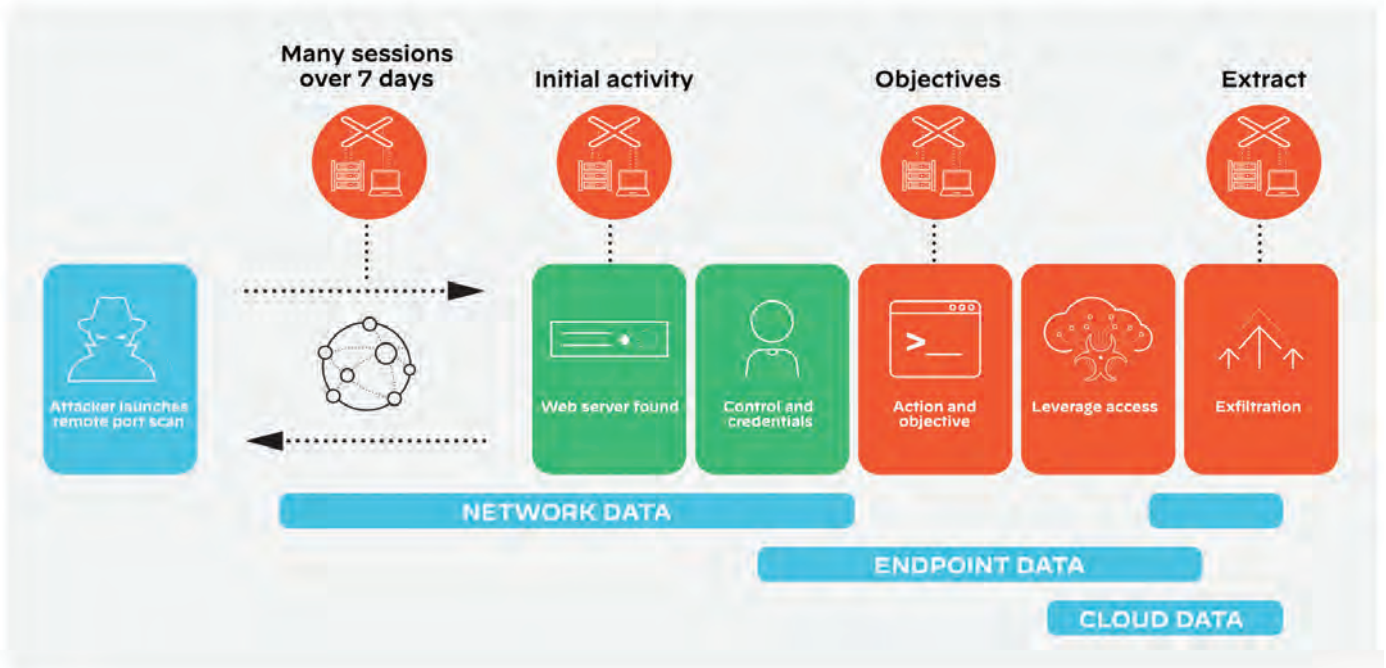 Many sessions
over 7 days
Initial activity
Objectives
Extract
Attacker launches
remote port scan
Web server found
Control and
credentials
>_
Action and
objective
Leverage access
Exfiltration
NETWORK DATA
ENDPOINT DATA
CLOUD DATA